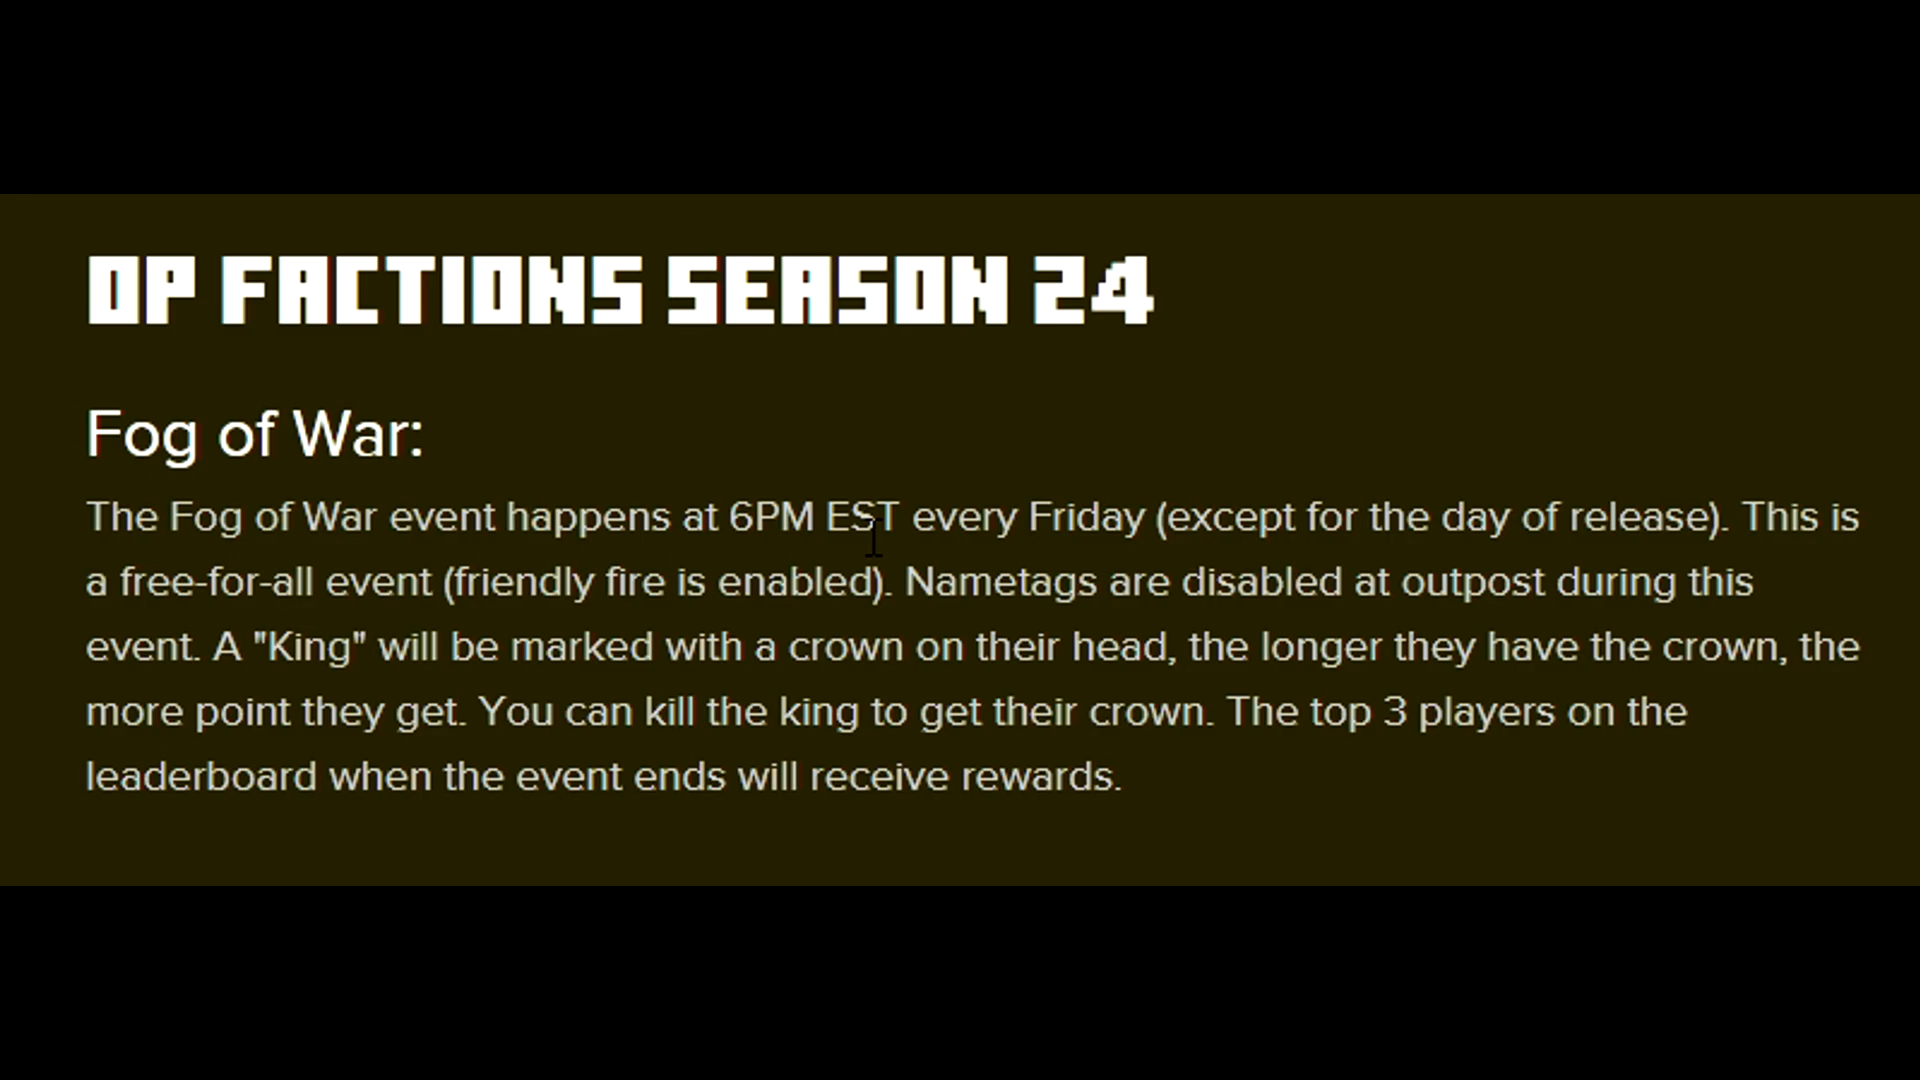 OP FACTIONS SEASON 24
Fog of War:
The Fog of War event happens at 6PM EST every Friday (except for the day of release). This is
a free-for-all event (friendly fire is enabled). Nametags are disabled at outpost during this
event. A "King" will be marked with a crown on their head, the longer they have the crown, the
more point they get. You can kill the king to get their crown. The top 3 players on the
leaderboard when the event ends will receive rewards.